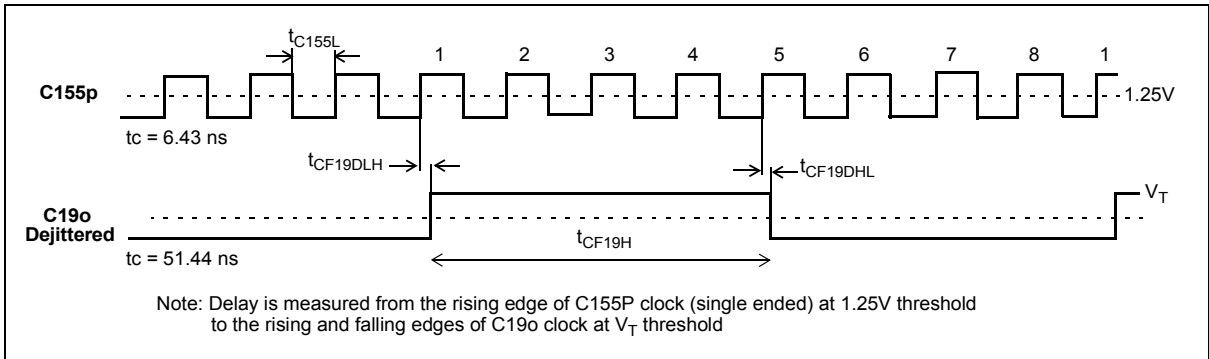 tC155L
1 2 3 4 5 6 7 8 1
C155p
1.25V
tc = 6.43 ns
tCF19DLH
tCF19DHL
VT
C19o
Dejittered
tCF19H
tc = 51.44 ns
Note: Delay is measured from the rising edge of C155P clock (single ended) at 1.25V threshold
to the rising and falling edges of C19o clock at VT threshold